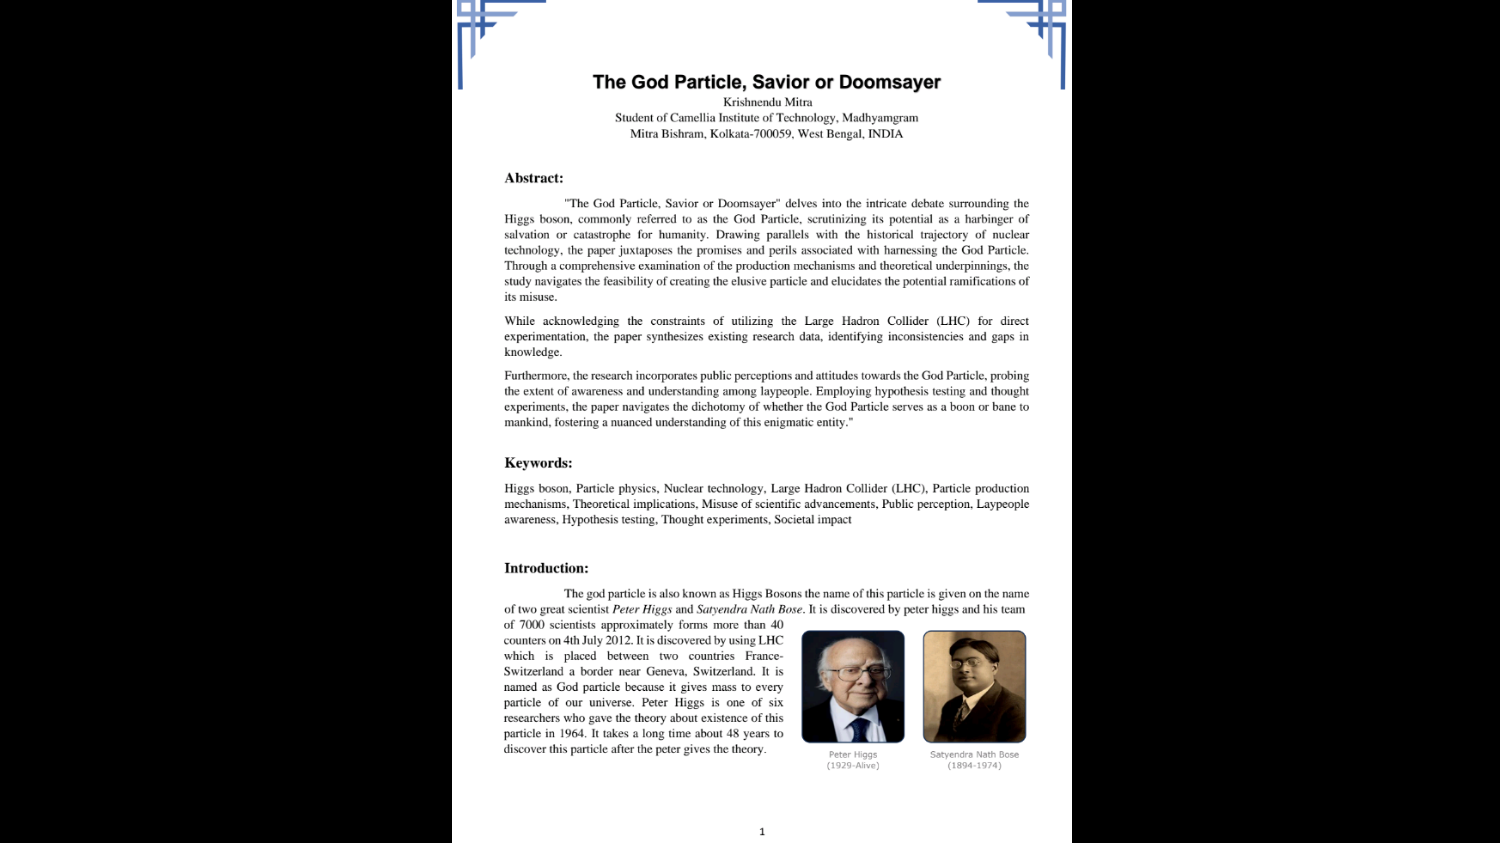 The God Particle, Savior or Doomsayer
Krishnendu Mitra
Student of Camellia Institute of Technology, Madhyamgram
Mitra Bishram, Kolkata-700059, West Bengal, INDIA
Abstract:
"The God Particle, Savior or Doomsayer" delves into the intricate debate surrounding the
Higgs boson, commonly referred to as the God Particle, scrutinizing its potential as a harbinger of
salvation or catastrophe for humanity. Drawing parallels with the historical trajectory of nuclear
technology, the paper juxtaposes the promises and perils associated with harnessing the God Particle.
Through a comprehensive examination of the production mechanisms and theoretical underpinnings, the
study navigates the feasibility of creating the elusive particle and elucidates the potential ramifications of
its misuse.
While acknowledging the constraints of utilizing the Large Hadron Collider (LHC) for direct
experimentation, the paper synthesizes existing research data, identifying inconsistencies and gaps in
knowledge.
Furthermore, the research incorporates public perceptions and attitudes towards the God Particle, probing
the extent of awareness and understanding among laypeople. Employing hypothesis testing and thought
experiments, the paper navigates the dichotomy of whether the God Particle serves as a boon or bane to
mankind, fostering a nuanced understanding of this enigmatic entity."
Keywords:
Higgs boson, Particle physics, Nuclear technology, Large Hadron Collider (LHC), Particle production
mechanisms, Theoretical implications, Misuse of scientific advancements, Public perception, Laypeople
awareness, Hypothesis testing, Thought experiments, Societal impact
Introduction:
The god particle is also known as Higgs Bosons the name of this particle is given on the name
of two great scientist Peter Higgs and Satyendra Nath Bose. It is discovered by peter higgs and his team
of 7000 scientists approximately forms more than 40
counters on 4th July 2012. It is discovered by using LHC
which is placed between two countries France-
Switzerland a border near Geneva, Switzerland. It is
named as God particle because it gives mass to every
particle of our universe. Peter Higgs is one of six
researchers who gave the theory about existence of this
particle in 1964. It takes a long time about 48 years to
discover this particle after the peter gives the theory.
Peter Higgs
(1929-Alive)
Satyendra Nath Bose
(1894-1974)
1